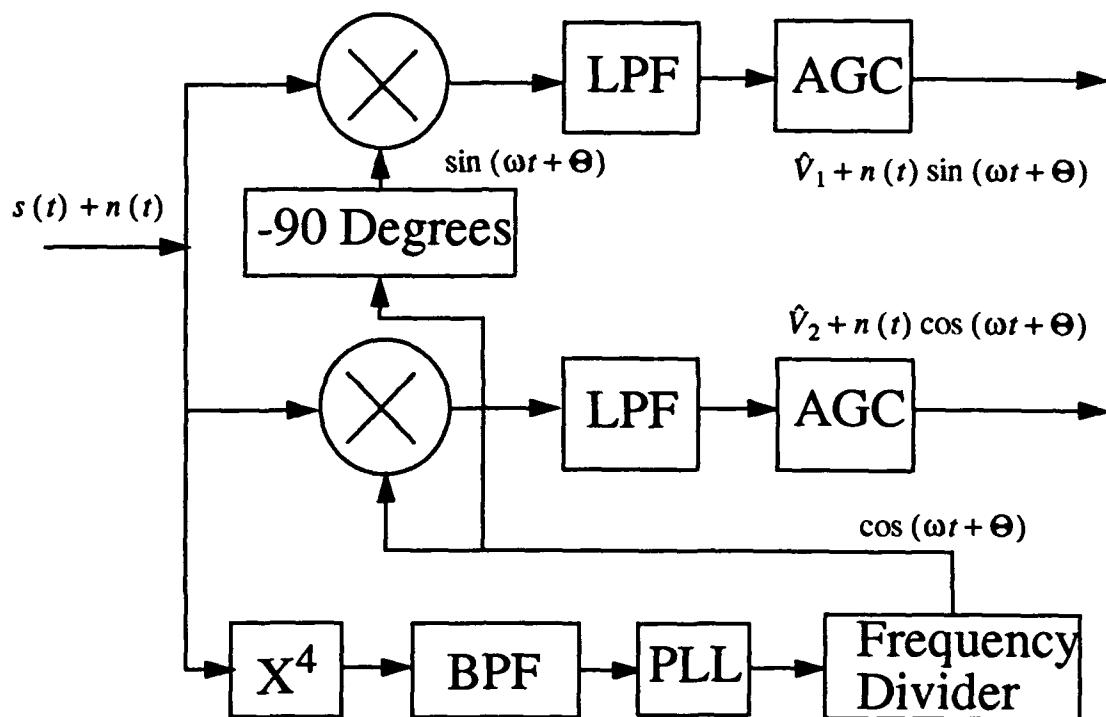 LPF
AGC
sin (ωt + Θ)
V̂₁ + n (t) sin (ωt + Θ)
s (t) + n (t)
-90 Degrees
V̂₂ + n (t) cos (ωt + Θ)
LPF
AGC
cos (ωt + Θ)
X⁴
BPF
PLL
Frequency
Divider